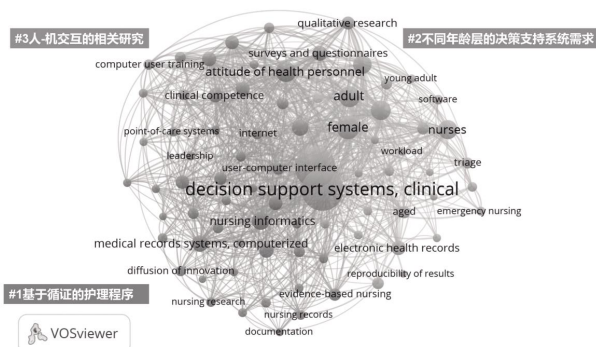 qualitative research
#3人-机交互的相关研究
#2不同年龄层的决策支持系统需求
surveys and questionnaires
computer user training
attitude of health personnel
young adult
clinical competence
adult
software
point-of-care systems
internet
female
nurses
leadership
workload
user-computer interface
triage
decision support systems, clinical
aged
emergency nursing
nursing informatics
medical records systems, computerized
electronic health records
diffusion of innovation
reproducibility of results
#1基于循证的护理程序
evidence-based nursing
nursing research
nursing records
documentation
VOSviewer